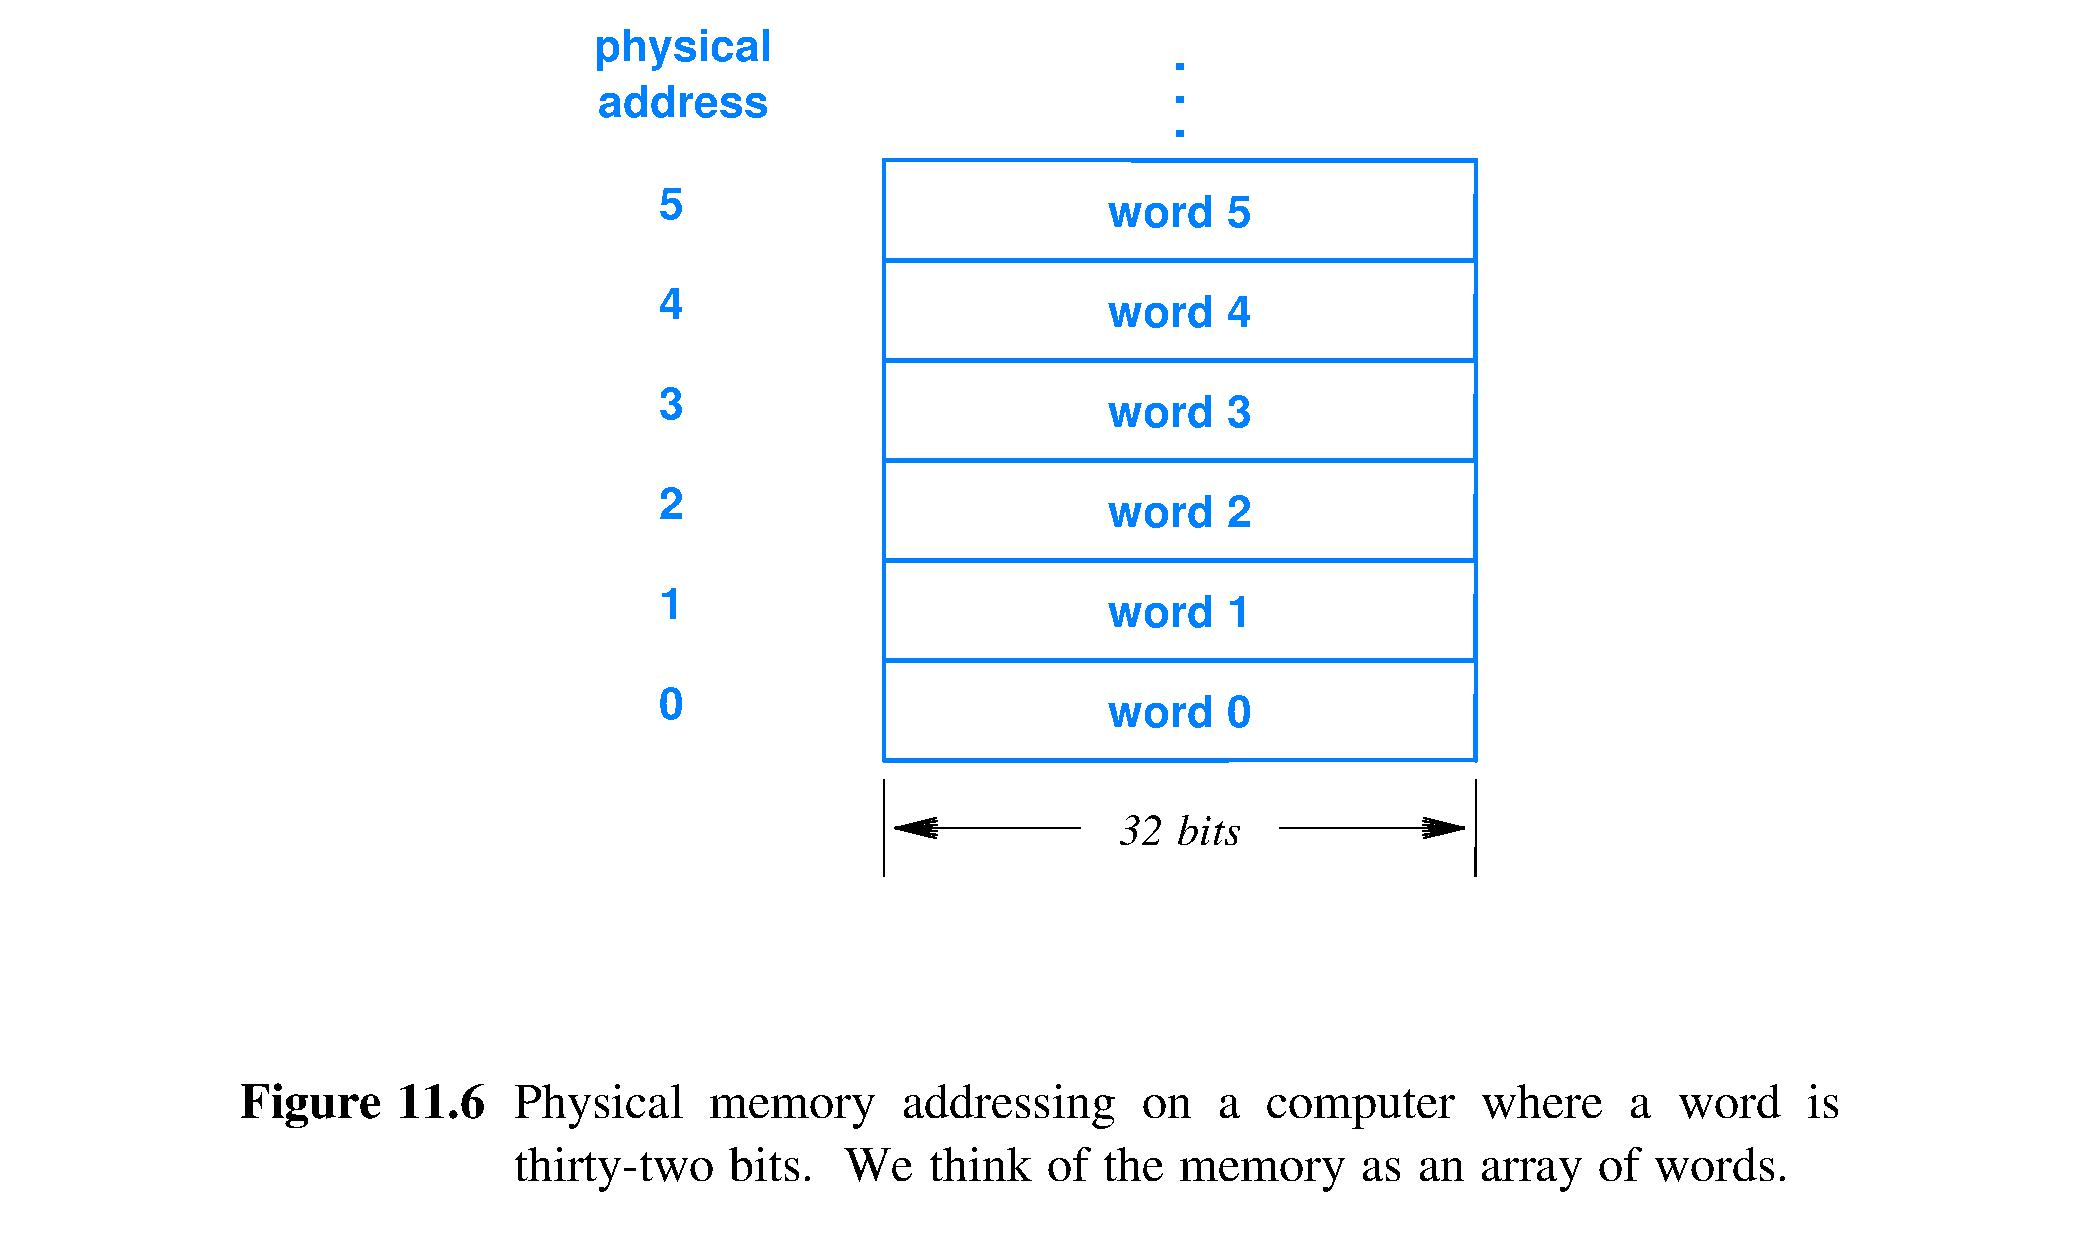 physical
address
.
.
.
5 word 5
4 word 4
3 word 3
2 word 2
1 word 1
0 word 0
32 bits
Figure 11.6 Physical memory addressing on a computer where a word is
thirty-two bits. We think of the memory as an array of words.